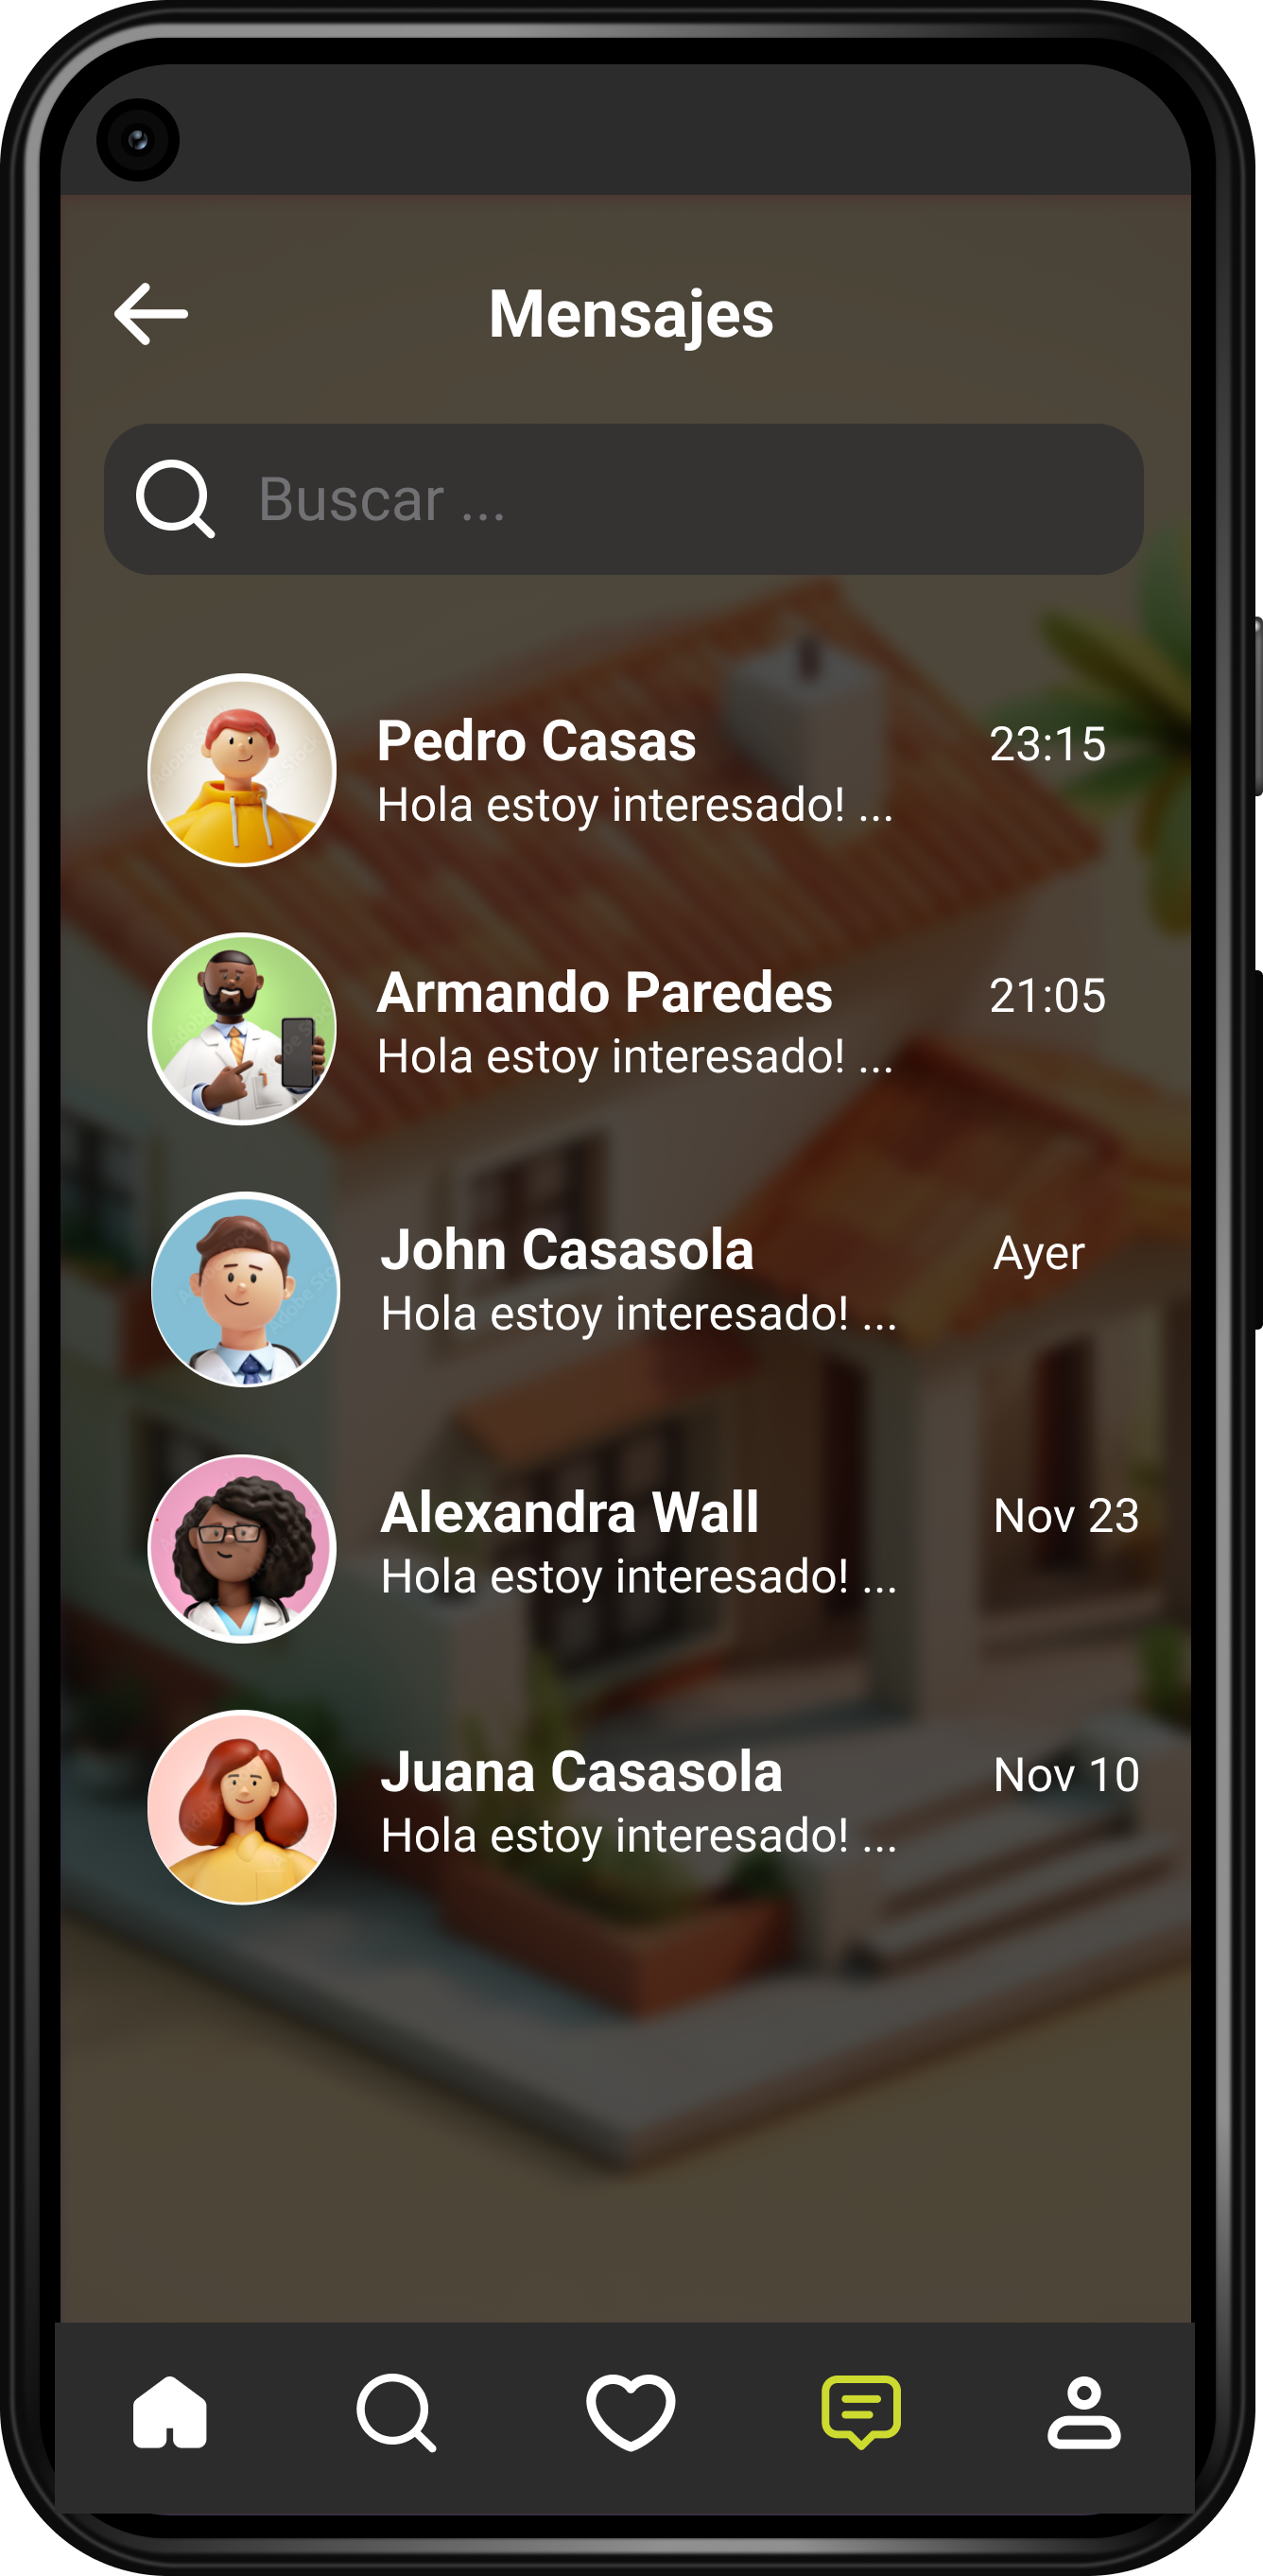 Mensajes
Buscar ...
Pedro Casas
23:15
Hola estoy interesado! ...
Armando Paredes
21:05
Hola estoy interesado! ...
John Casasola
Ayer
Hola estoy interesado! ...
Alexandra Wall
Nov 23
Hola estoy interesado! ...
Juana Casasola
Nov 10
Hola estoy interesado! ...